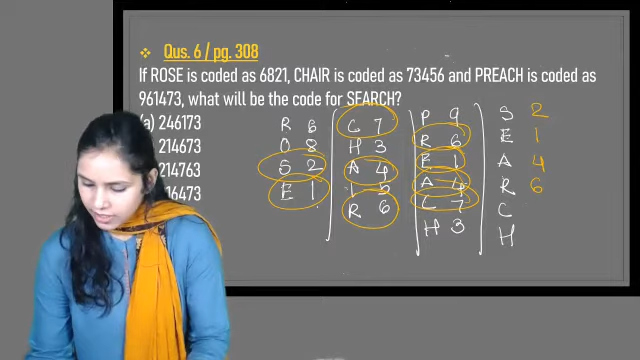 ❖ Qus. 6 / pg. 308
If ROSE is coded as 6821, CHAIR is coded as 73456 and PREACH is coded as
961473, what will be the code for SEARCH?
(a) 246173
214673
214763
16473
R 6
O 8
S 2
E 1
C 7
H 3
A 4
I 5
R 6
P 9
R 6
E 1
A 4
C 7
H 3
S 2
E 1
A 4
R 6
C
H